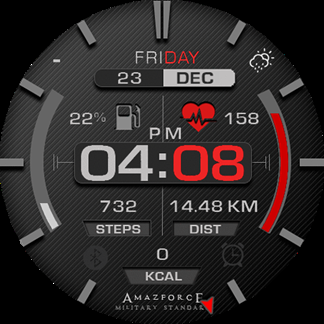 FRIDAY
23 DEC
22% 158
PM
04:08
732 14.48 KM
STEPS DIST
0
KCAL
AMAZFORCE
MILITARY STANDARD